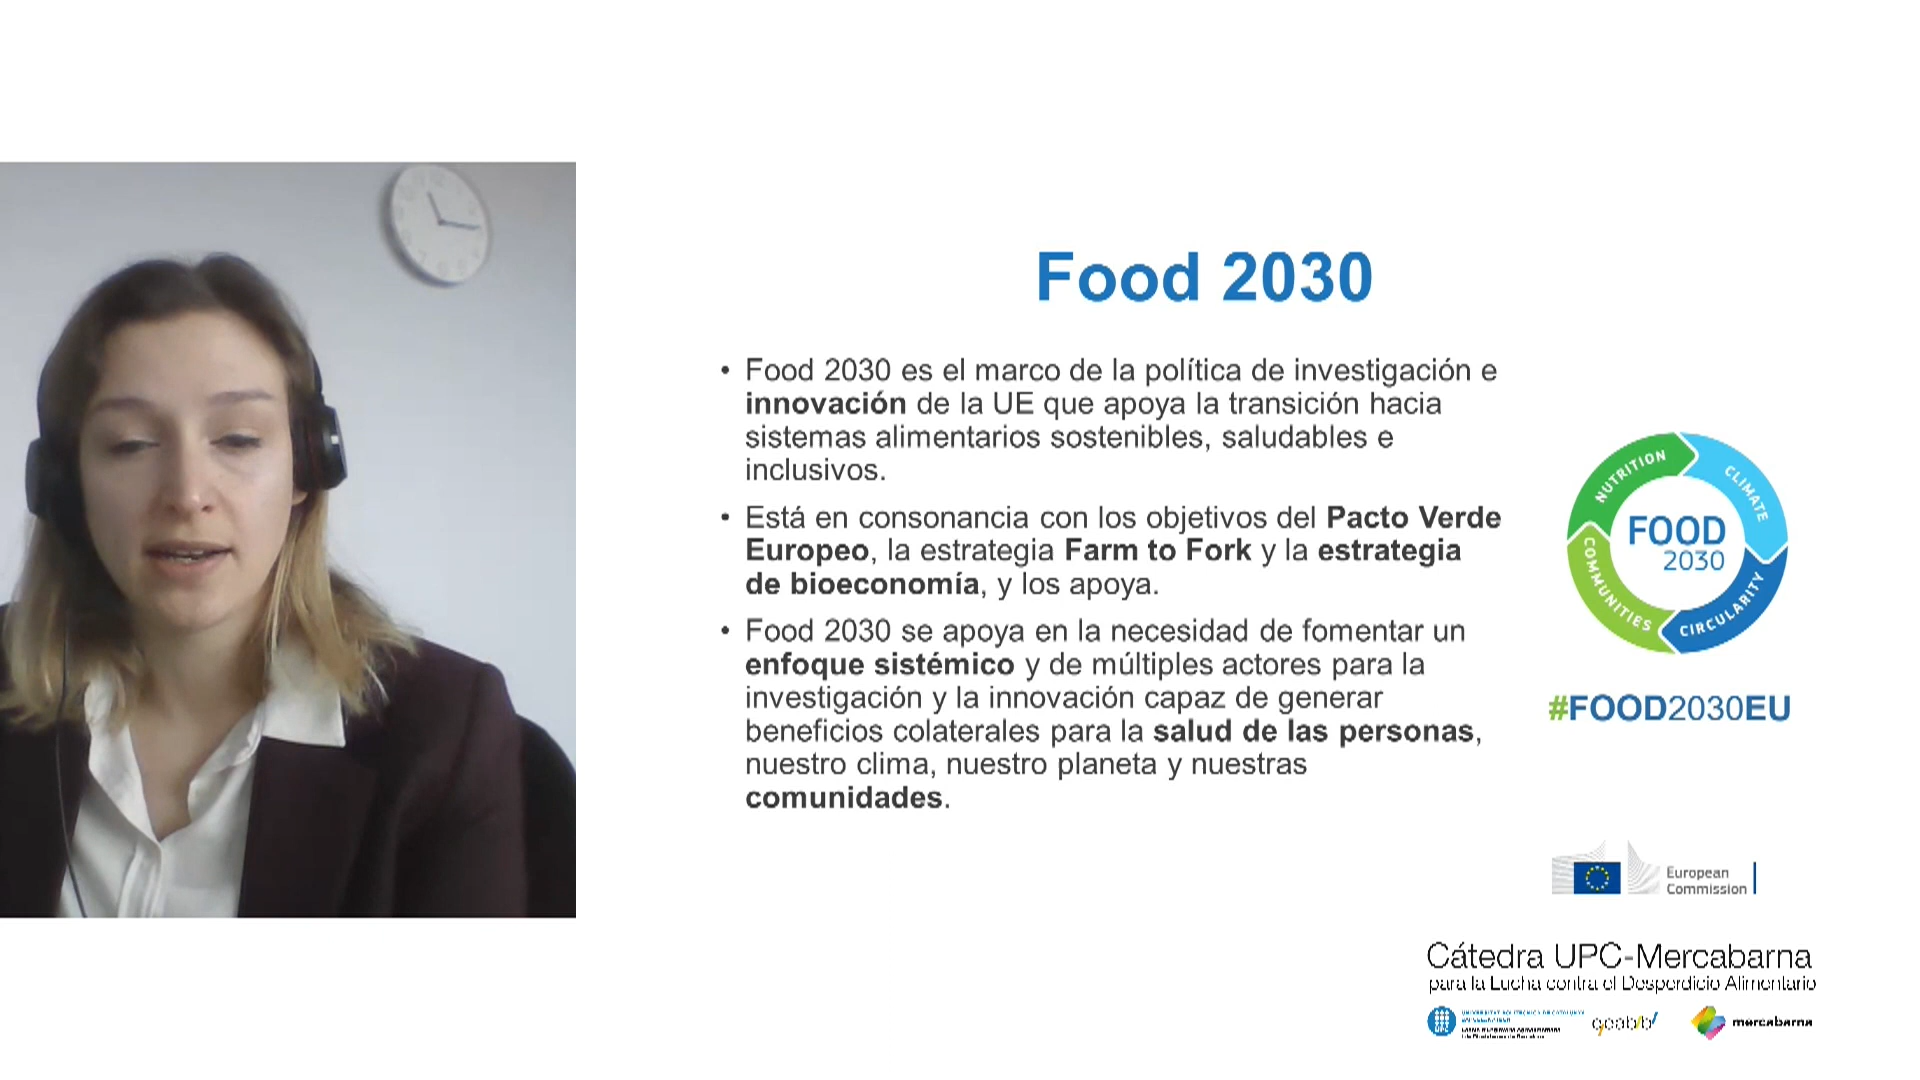 Food 2030
• Food 2030 es el marco de la política de investigación e
innovación de la UE que apoya la transición hacia
sistemas alimentarios sostenibles, saludables e
inclusivos.
• Está en consonancia con los objetivos del Pacto Verde
Europeo, la estrategia Farm to Fork y la estrategia
de bioeconomía, y los apoya.
• Food 2030 se apoya en la necesidad de fomentar un
enfoque sistémico y de múltiples actores para la
investigación y la innovación capaz de generar
beneficios colaterales para la salud de las personas,
nuestro clima, nuestro planeta y nuestras
comunidades.
NUTRITION
CLIMATE
CIRCULARITY
COMMUNITIES
FOOD
2030
#FOOD2030EU
European
Commission
Cátedra UPC-Mercabarna
para la Lucha contra el Desperdicio Alimentario
UPC
UNIVERSITAT POLITÈCNICA DE CATALUNYA
mercabarna